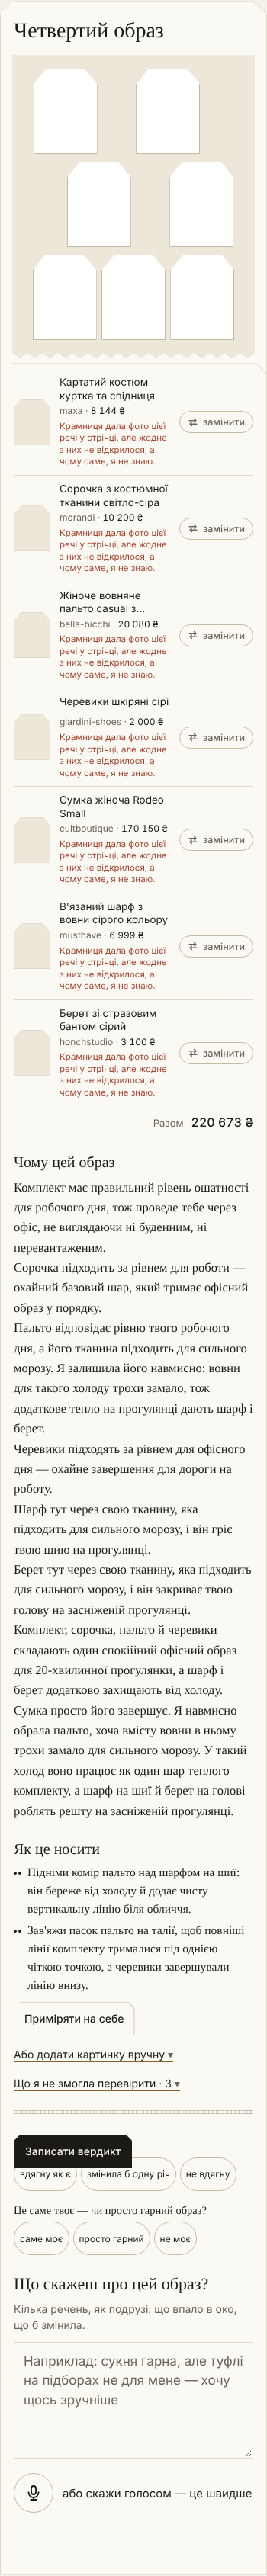 Четвертий образ
Картатий костюм
куртка та спідниця
maxa · 8 144 ₴
Крамниця дала фото цієї
речі у стрічці, але жодне
з них не відкрилося, а
чому саме, я не знаю.
замінити
Сорочка з костюмної
тканини світло-сіра
morandi · 10 200 ₴
Крамниця дала фото цієї
речі у стрічці, але жодне
з них не відкрилося, а
чому саме, я не знаю.
замінити
Жіноче вовняне
пальто casual з...
bella-bicchi · 20 080 ₴
Крамниця дала фото цієї
речі у стрічці, але жодне
з них не відкрилося, а
чому саме, я не знаю.
замінити
Черевики шкіряні сірі
giardini-shoes · 2 000 ₴
Крамниця дала фото цієї
речі у стрічці, але жодне
з них не відкрилося, а
чому саме, я не знаю.
замінити
Сумка жіноча Rodeo
Small
cultboutique · 170 150 ₴
Крамниця дала фото цієї
речі у стрічці, але жодне
з них не відкрилося, а
чому саме, я не знаю.
замінити
В'язаний шарф з
вовни сірого кольору
musthave · 6 999 ₴
Крамниця дала фото цієї
речі у стрічці, але жодне
з них не відкрилося, а
чому саме, я не знаю.
замінити
Берет зі стразовим
бантом сірий
honchstudio · 3 100 ₴
Крамниця дала фото цієї
речі у стрічці, але жодне
з них не відкрилося, а
чому саме, я не знаю.
замінити
Разом 220 673 ₴
Чому цей образ
Комплект має правильний рівень ошатності
для робочого дня, тож проведе тебе через
офіс, не виглядаючи ні буденним, ні
перевантаженим.
Сорочка підходить за рівнем для роботи —
охайний базовий шар, який тримає офісний
образ у порядку.
Пальто відповідає рівню твого робочого
дня, а його тканина підходить для сильного
морозу. Я залишила його навмисно: вовни
для такого холоду трохи замало, тож
додаткове тепло на прогулянці дають шарф і
берет.
Черевики підходять за рівнем для офісного
дня — охайне завершення для дороги на
роботу.
Шарф тут через свою тканину, яка
підходить для сильного морозу, і він гріє
твою шию на прогулянці.
Берет тут через свою тканину, яка підходить
для сильного морозу, і він закриває твою
голову на засніженій прогулянці.
Комплект, сорочка, пальто й черевики
складають один спокійний офісний образ
для 20-хвилинної прогулянки, а шарф і
берет додатково захищають від холоду.
Сумка просто його завершує. Я навмисно
обрала пальто, хоча вмісту вовни в ньому
трохи замало для сильного морозу. У такий
холод воно працює як один шар теплого
комплекту, а шарф на шиї й берет на голові
роблять решту на засніженій прогулянці.
Як це носити
Підніми комір пальто над шарфом на шиї:
він береже від холоду й додає чисту
вертикальну лінію біля обличчя.
Зав'яжи пасок пальто на талії, щоб повніші
лінії комплекту трималися під однією
чіткою точкою, а черевики завершували
лінію внизу.
Приміряти на себе
Або додати картинку вручну ▾
Що я не змогла перевірити · 3 ▾
Записати вердикт
вдягну як є
змінила б одну річ
не вдягну
Це саме твоє — чи просто гарний образ?
саме моє
просто гарний
не моє
Що скажеш про цей образ?
Кілька речень, як подрузі: що впало в око,
що б змінила.
Наприклад: сукня гарна, але туфлі
на підборах не для мене — хочу
щось зручніше
або скажи голосом — це швидше